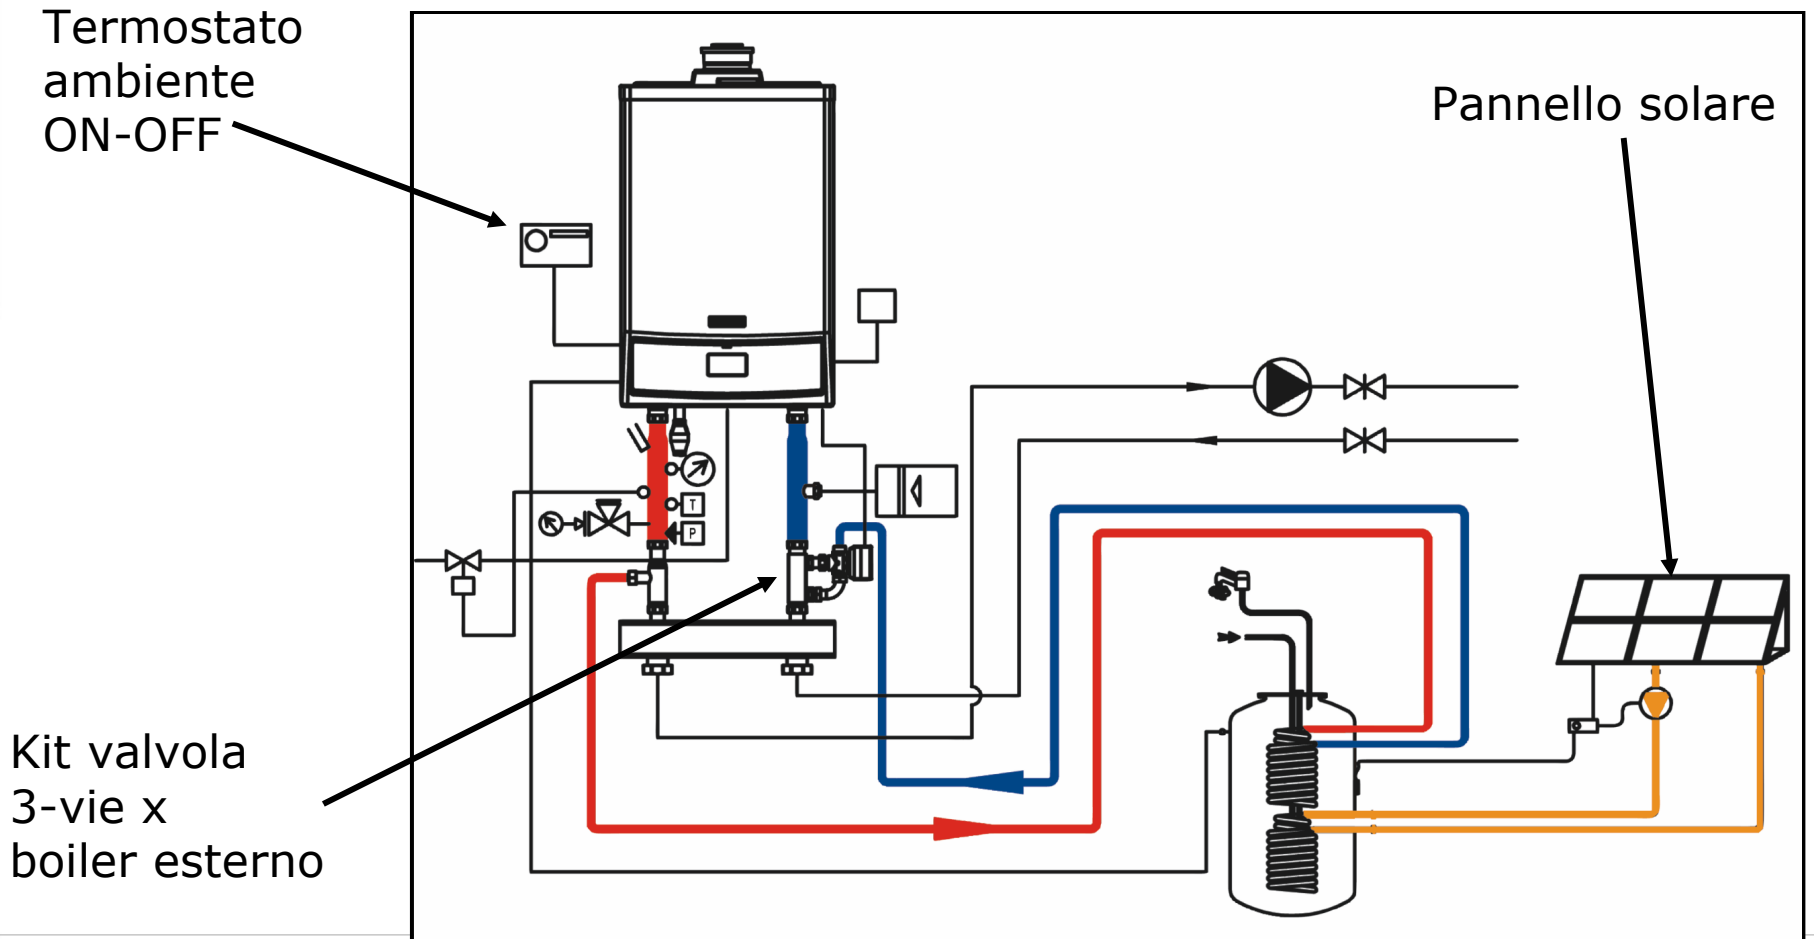 Termostato
ambiente
ON-OFF
Pannello solare
T
P
Kit valvola
3-vie x
boiler esterno